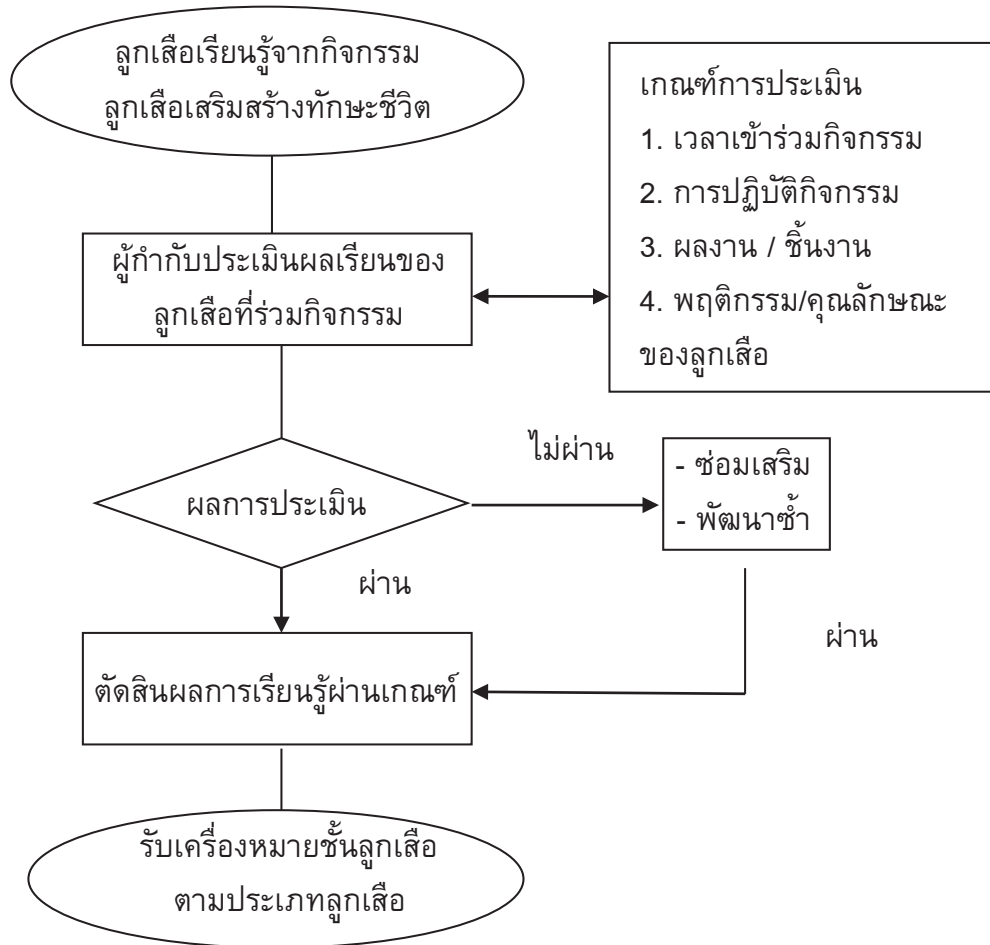 ลูกเสือเรียนรู้จากกิจกรรม
ลูกเสือเสริมสร้างทักษะชีวิต
เกณฑ์การประเมิน
1. เวลาเข้าร่วมกิจกรรม
2. การปฏิบัติกิจกรรม
3. ผลงาน / ชิ้นงาน
4. พฤติกรรม/คุณลักษณะ
ของลูกเสือ
ผู้กำกับประเมินผลเรียนของ
ลูกเสือที่ร่วมกิจกรรม
ผลการประเมิน
ไม่ผ่าน
- ซ่อมเสริม
- พัฒนาซ้ำ
ผ่าน
ผ่าน
ตัดสินผลการเรียนรู้ผ่านเกณฑ์
รับเครื่องหมายชั้นลูกเสือ
ตามประเภทลูกเสือ